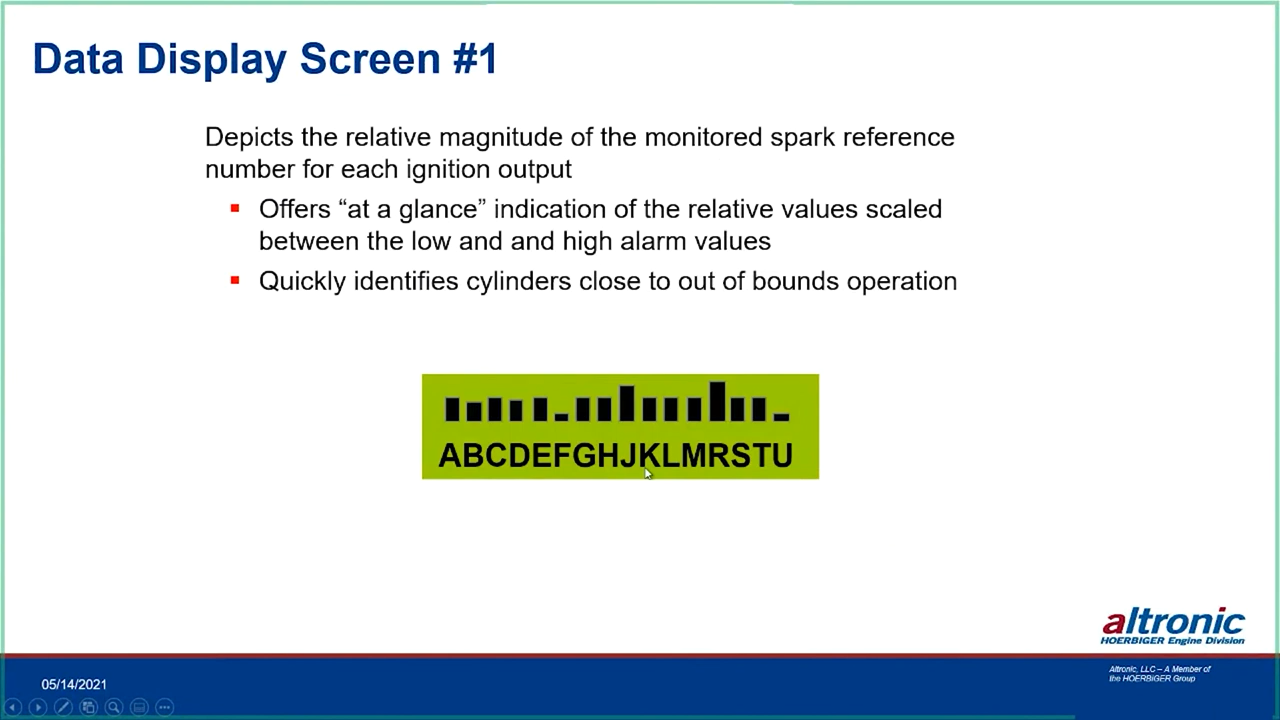 Data Display Screen #1
Depicts the relative magnitude of the monitored spark reference
number for each ignition output
Offers “at a glance” indication of the relative values scaled
between the low and and high alarm values
Quickly identifies cylinders close to out of bounds operation
ABCDEFGHJKLMRSTU
altronic
HOERBIGER Engine Division
Altronic, LLC – A Member of
the HOERBIGER Group
05/14/2021